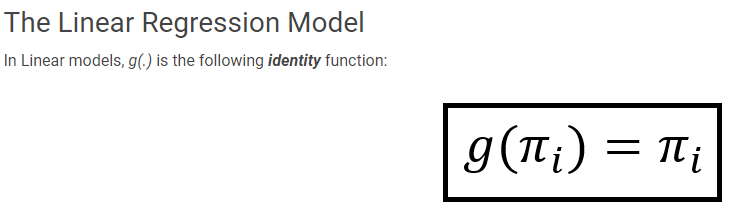 The Linear Regression Model
In Linear models, g(.) is the following identity function:
g(πᵢ) = πᵢ